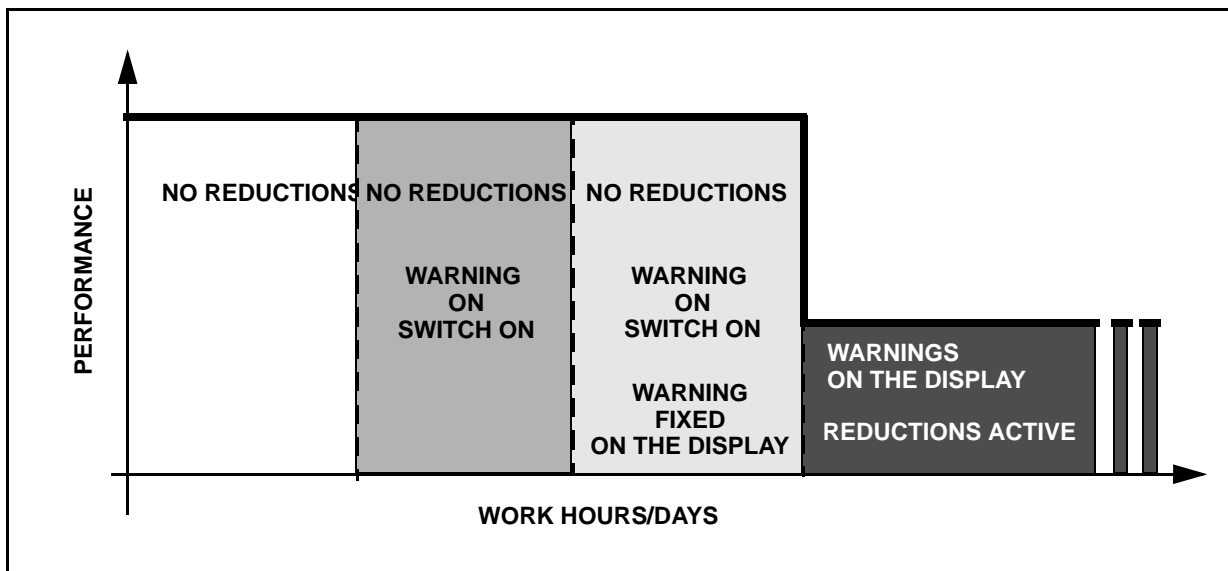 PERFORMANCE
NO REDUCTIONS
NO REDUCTIONS
WARNING
ON
SWITCH ON
NO REDUCTIONS
WARNING
ON
SWITCH ON
WARNING
FIXED
ON THE DISPLAY
WARNINGS
ON THE DISPLAY
REDUCTIONS ACTIVE
WORK HOURS/DAYS